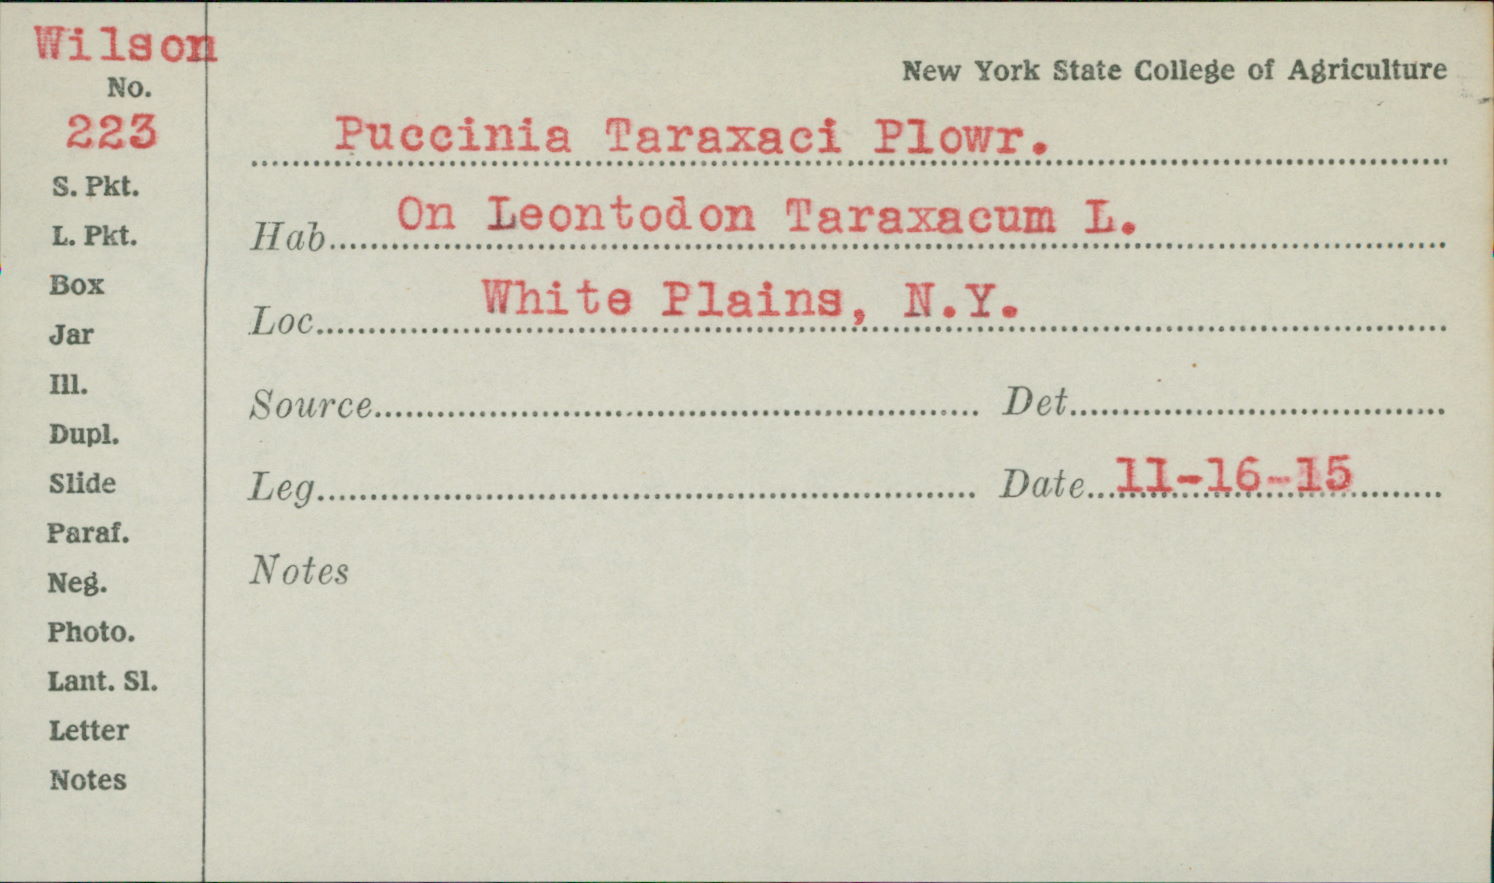 Wilson
No.
223
S. Pkt.
L. Pkt.
Box
Jar
Ill.
Dupl.
Slide
Paraf.
Neg.
Photo.
Lant. Sl.
Letter
Notes
New York State College of Agriculture
Puccinia Taraxaci Plowr.
Hab. On Leontodon Taraxacum L.
Loc. White Plains, N.Y.
Source Det.
Leg. Date 11-16-15
Notes